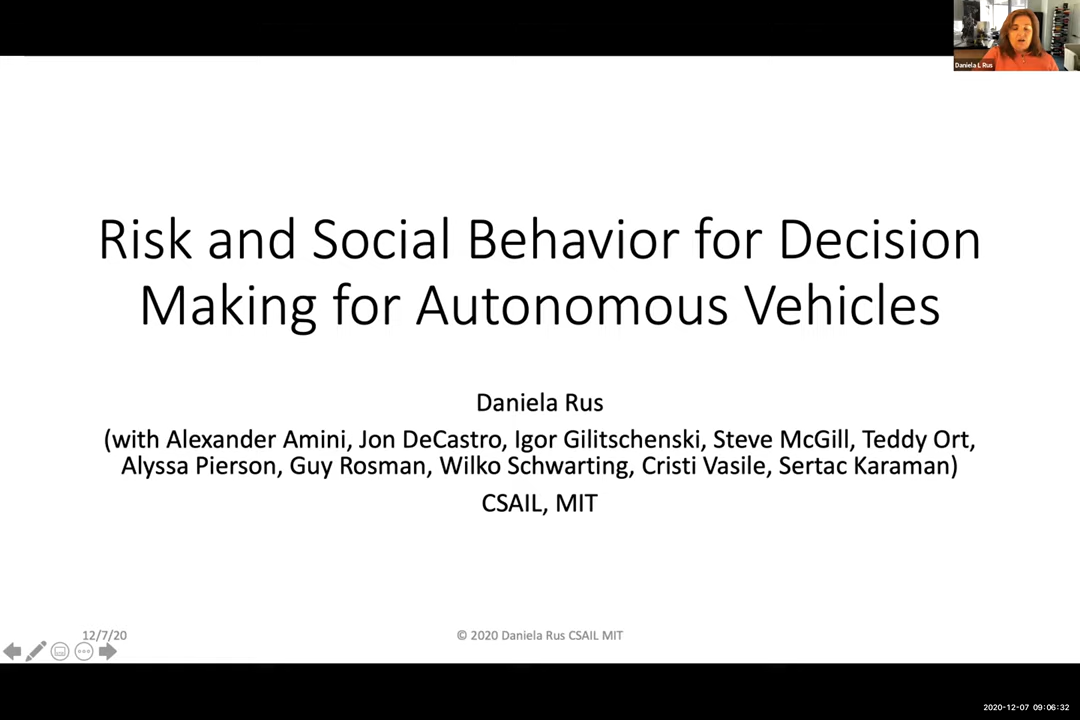 Daniela L Rus
Risk and Social Behavior for Decision
Making for Autonomous Vehicles
Daniela Rus
(with Alexander Amini, Jon DeCastro, Igor Gilitschenski, Steve McGill, Teddy Ort,
Alyssa Pierson, Guy Rosman, Wilko Schwarting, Cristi Vasile, Sertac Karaman)
CSAIL, MIT
12/7/20
© 2020 Daniela Rus CSAIL MIT
2020-12-07 09:06:32